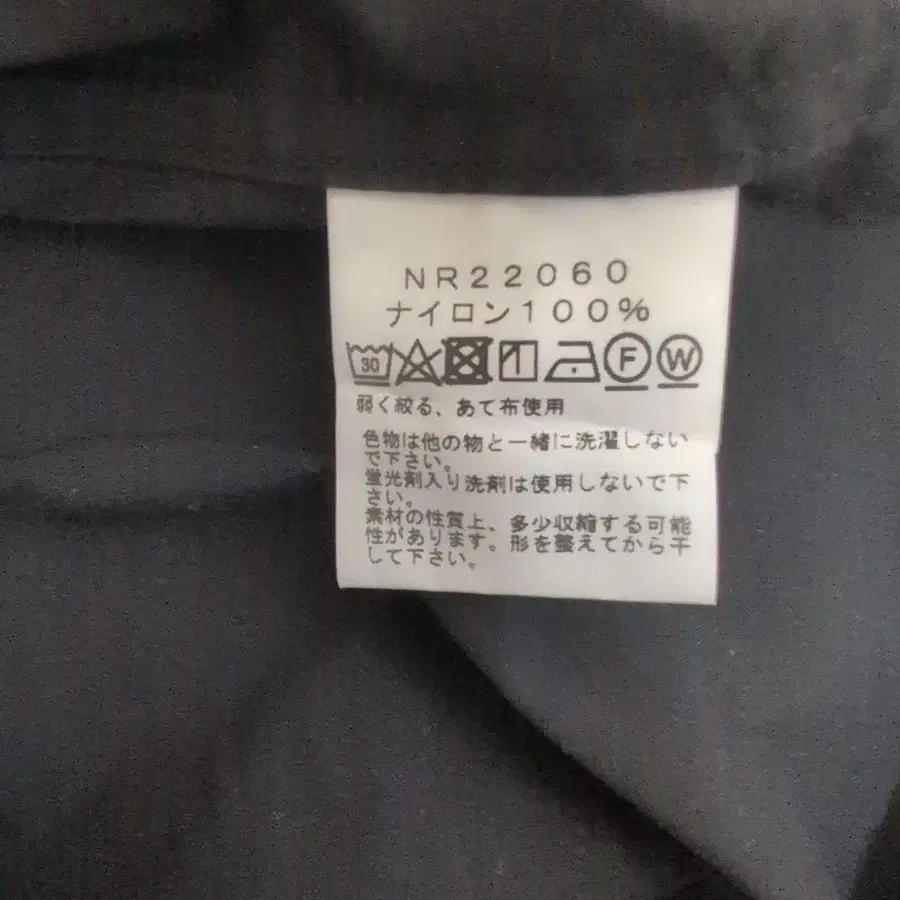 NR22060
ナイロン100%
30 F W
弱く絞る、あて布使用
色物は他の物と一緒に洗濯しない
で下さい。
蛍光剤入り洗剤は使用しないで下
さい。
素材の性質上、多少収縮する可能
性があります。形を整えてから干
して下さい。